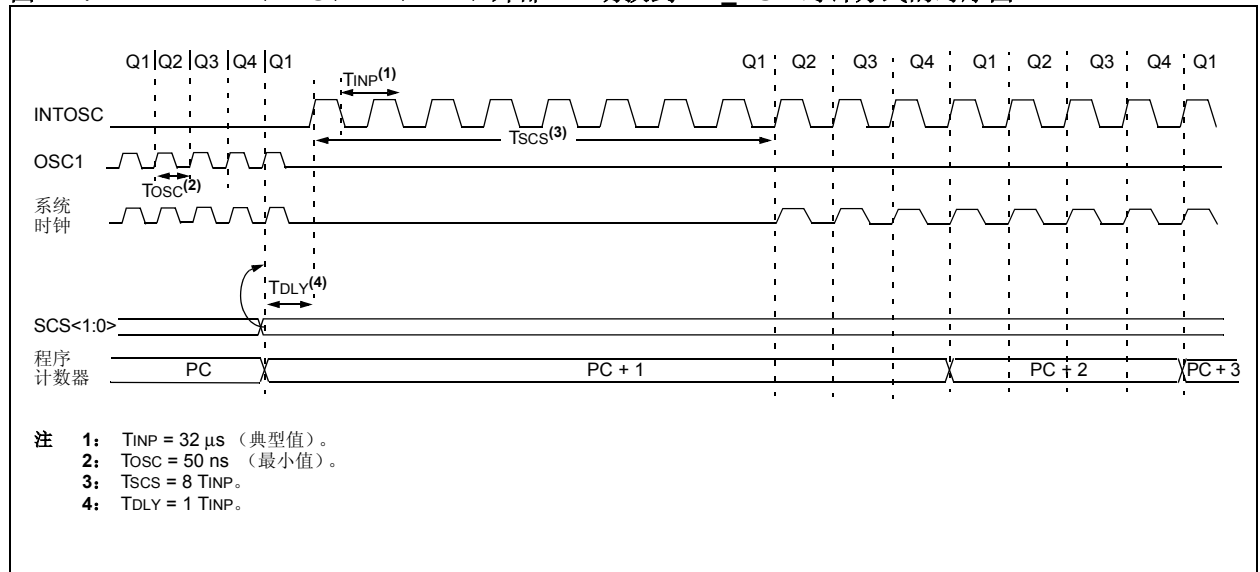 Q1 Q2 Q3 Q4 Q1
Q1 Q2 Q3 Q4 Q1 Q2 Q3 Q4 Q1
TINP(1)
INTOSC
TSCS(3)
OSC1
TOSC(2)
系统
时钟
TDLY(4)
SCS<1:0>
程序
计数器
PC
PC + 1
PC + 2
PC + 3
注 1: TINP = 32 μs （典型值）。
2: TOSC = 50 ns （最小值）。
3: TSCS = 8 TINP。
4: TDLY = 1 TINP。